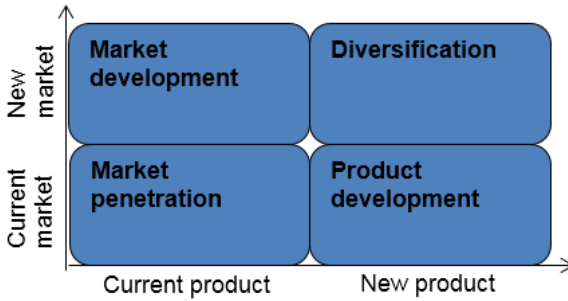 New
market
Market
development
Diversification
Current
market
Market
penetration
Product
development
Current product
New product